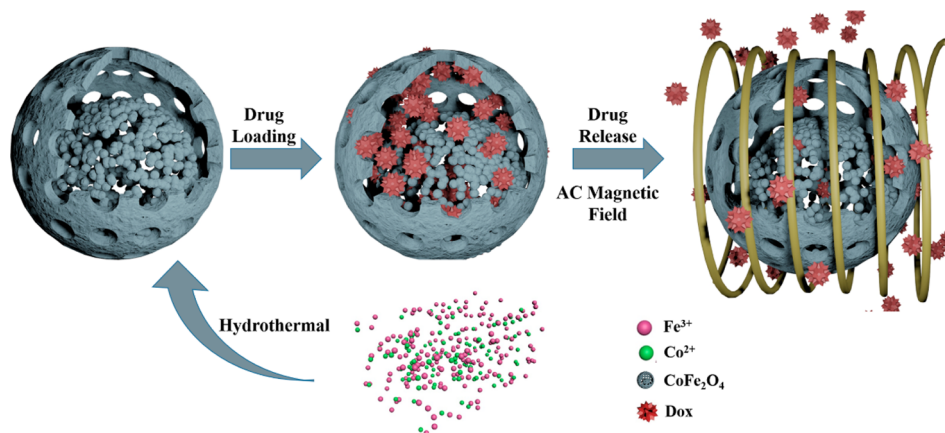 Drug
Loading
Drug
Release
AC Magnetic
Field
Hydrothermal
Fe³⁺
Co²⁺
CoFe₂O₄
Dox